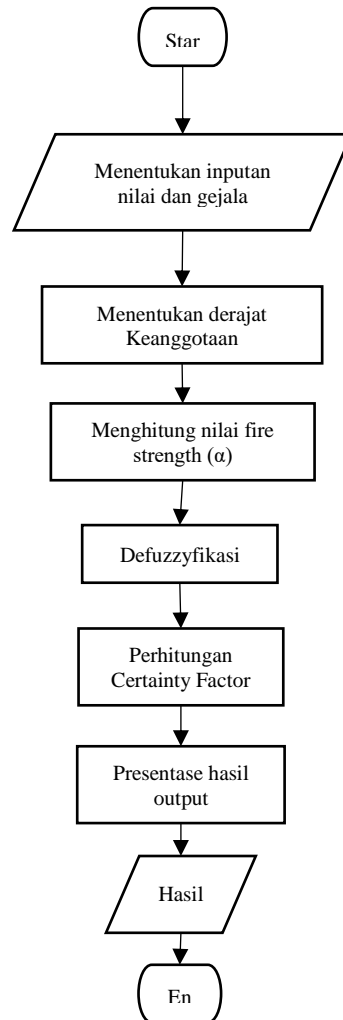 Star
Menentukan inputan
nilai dan gejala
Menentukan derajat
Keanggotaan
Menghitung nilai fire
strength (α)
Defuzzyfikasi
Perhitungan
Certainty Factor
Presentase hasil
output
Hasil
En